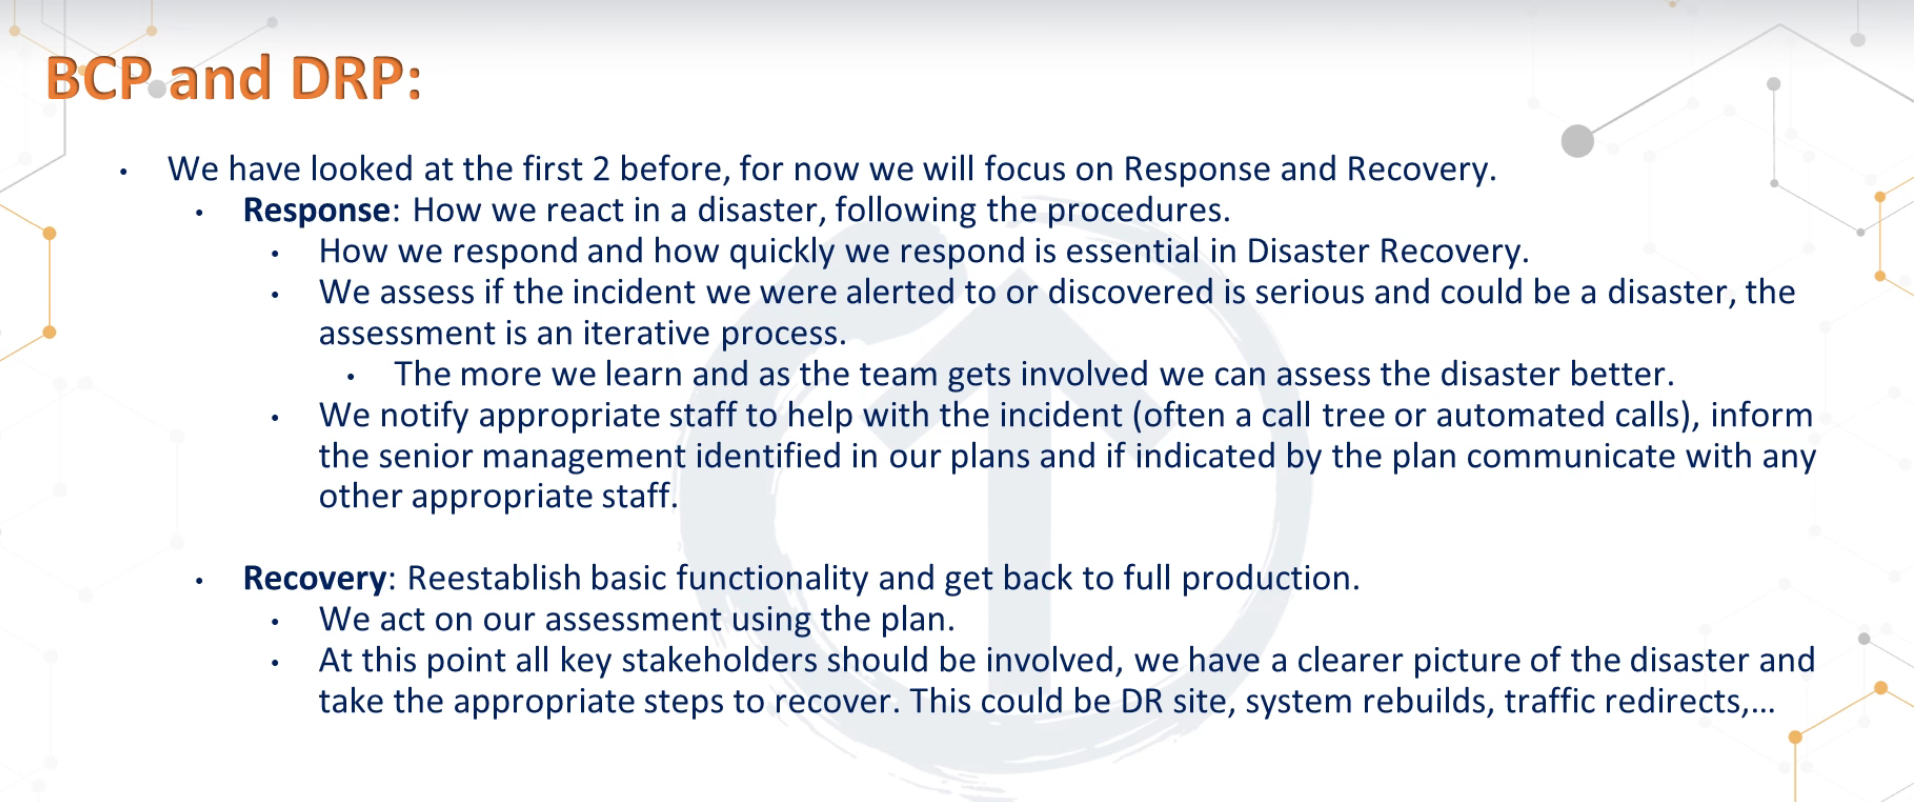 BCP and DRP:
• We have looked at the first 2 before, for now we will focus on Response and Recovery.
• Response: How we react in a disaster, following the procedures.
• How we respond and how quickly we respond is essential in Disaster Recovery.
• We assess if the incident we were alerted to or discovered is serious and could be a disaster, the
assessment is an iterative process.
• The more we learn and as the team gets involved we can assess the disaster better.
• We notify appropriate staff to help with the incident (often a call tree or automated calls), inform
the senior management identified in our plans and if indicated by the plan communicate with any
other appropriate staff.
• Recovery: Reestablish basic functionality and get back to full production.
• We act on our assessment using the plan.
• At this point all key stakeholders should be involved, we have a clearer picture of the disaster and
take the appropriate steps to recover. This could be DR site, system rebuilds, traffic redirects,...